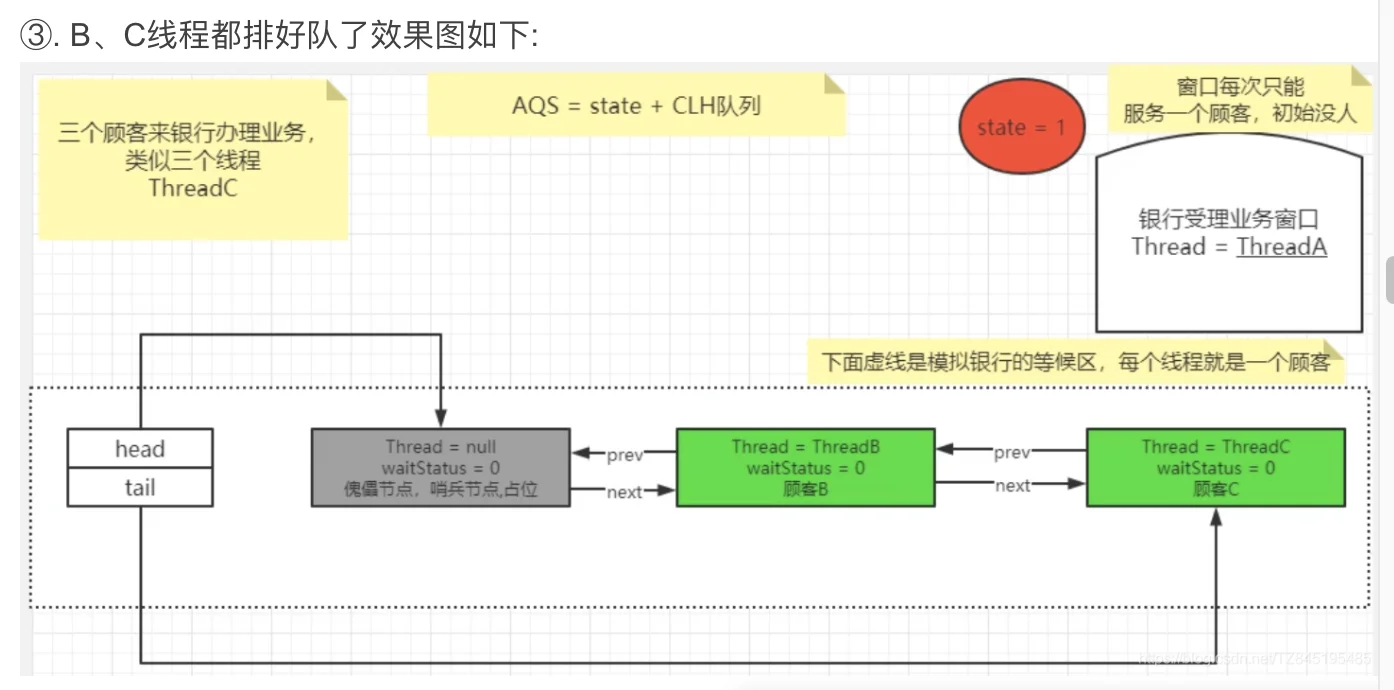 ③. B、C线程都排好队了效果图如下:
三个顾客来银行办理业务，
类似三个线程
ThreadC
AQS = state + CLH队列
state = 1
窗口每次只能
服务一个顾客，初始没人
银行受理业务窗口
Thread = ThreadA
下面虚线是模拟银行的等候区，每个线程就是一个顾客
head
tail
Thread = null
waitStatus = 0
傀儡节点，哨兵节点,占位
prev
next
Thread = ThreadB
waitStatus = 0
顾客B
prev
next
Thread = ThreadC
waitStatus = 0
顾客C
https://blog.csdn.net/TZ845195485